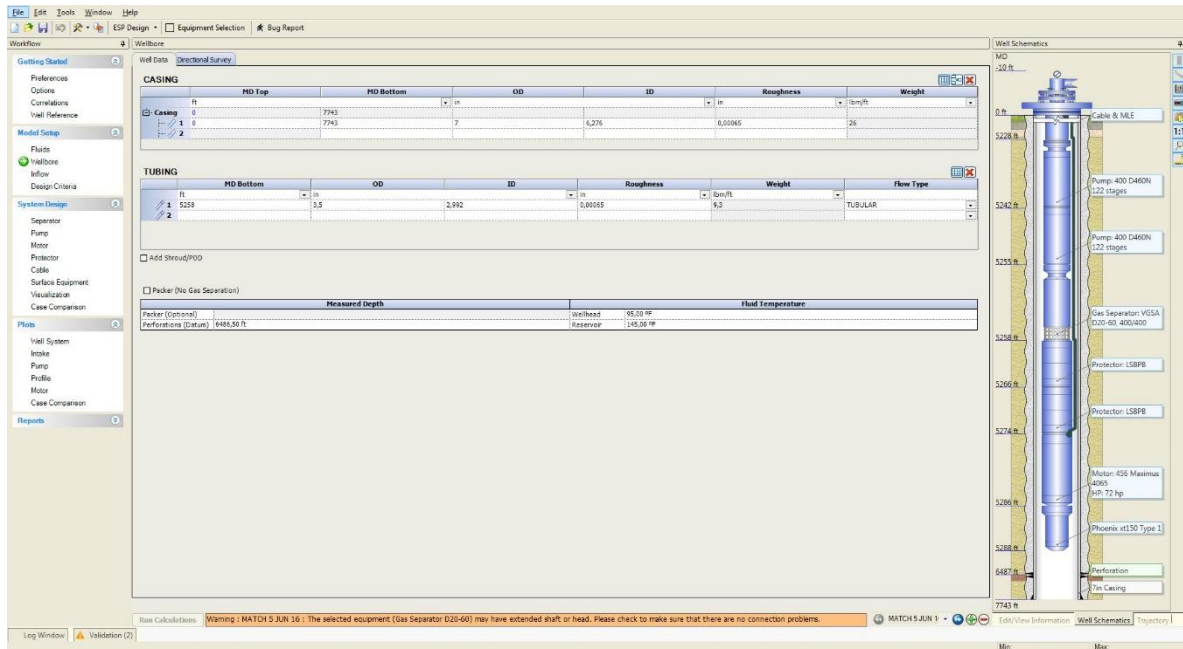 File Edit Tools Window Help
ESP Design Equipment Selection Bug Report
Workflow
Getting Started
Preferences
Options
Correlations
Well Reference
Model Setup
Fluids
Wellbore
Inflow
Design Criteria
System Design
Separator
Pump
Motor
Protector
Cable
Surface Equipment
Visualization
Case Comparison
Plots
Well System
Intake
Pump
Profile
Motor
Case Comparison
Reports
Wellbore
Well Data Directional Survey
CASING
MD Top MD Bottom OD ID Roughness Weight
ft in in lbm/ft
Casing 0 7743
1 0 7743 7 6,276 0,00065 26
2
TUBING
MD Bottom OD ID Roughness Weight Flow Type
ft in in lbm/ft
1 5258 3,5 2,992 0,00065 9,3 TUBULAR
2
Add Shroud/POD
Packer (No Gas Separation)
Measured Depth Fluid Temperature
Packer (Optional) Wellhead 95,00 ºF
Perforations (Datum) 6486,50 ft Reservoir 145,00 ºF
Run Calculations Warning : MATCH 5 JUN 16 : The selected equipment (Gas Separator D20-60) may have extended shaft or head. Please check to make sure that there are no connection problems. MATCH 5 JUN 1
Log Window Validation (2)
Well Schematics
MD
-10 ft
0 ft
Cable & MLE
5228 ft
Pump: 400 D460N
122 stages
5242 ft
Pump: 400 D460N
122 stages
5255 ft
Gas Separator: VGSA
D20-60, 400/400
5258 ft
Protector: LSBPB
5266 ft
Protector: LSBPB
5274 ft
Motor: 456 Maximus
4065
HP: 72 hp
5286 ft
Phoenix xt150 Type 1
5288 ft
6487 ft
Perforation
7in Casing
7743 ft
1:1
Edit/View Information Well Schematics Trajectory
Min: Max: